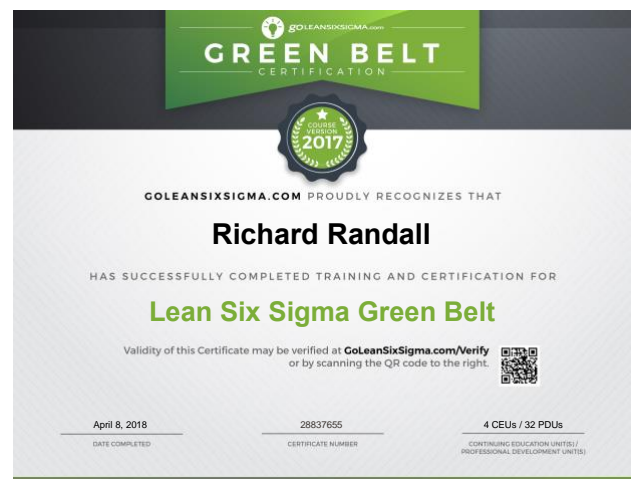 goLEANSIXSIGMA.com
GREEN BELT
CERTIFICATION
COURSE
VERSION
2017
GOLEANSIXSIGMA.COM PROUDLY RECOGNIZES THAT
Richard Randall
HAS SUCCESSFULLY COMPLETED TRAINING AND CERTIFICATION FOR
Lean Six Sigma Green Belt
Validity of this Certificate may be verified at GoLeanSixSigma.com/Verify
or by scanning the QR code to the right.
April 8, 2018 28837655 4 CEUs / 32 PDUs
DATE COMPLETED CERTIFICATE NUMBER CONTINUING EDUCATION UNIT(S) /
PROFESSIONAL DEVELOPMENT UNIT(S)